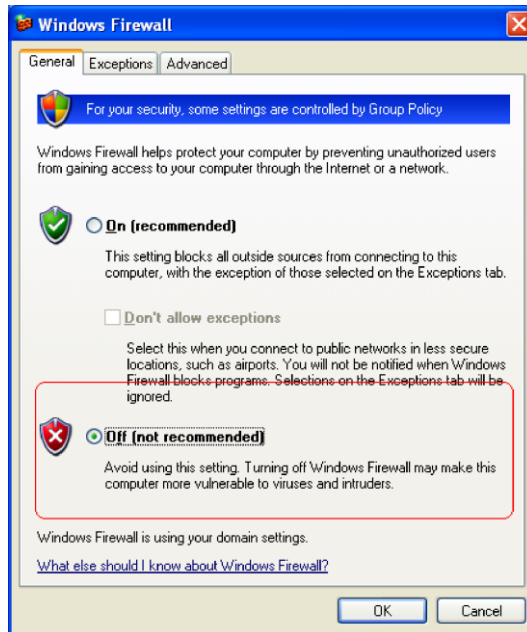 Windows Firewall
General Exceptions Advanced
For your security, some settings are controlled by Group Policy
Windows Firewall helps protect your computer by preventing unauthorized users
from gaining access to your computer through the Internet or a network.
On (recommended)
This setting blocks all outside sources from connecting to this
computer, with the exception of those selected on the Exceptions tab.
Don't allow exceptions
Select this when you connect to public networks in less secure
locations, such as airports. You will not be notified when Windows
Firewall blocks programs. Selections on the Exceptions tab will be
ignored.
Off (not recommended)
Avoid using this setting. Turning off Windows Firewall may make this
computer more vulnerable to viruses and intruders.
Windows Firewall is using your domain settings.
What else should I know about Windows Firewall?
OK Cancel